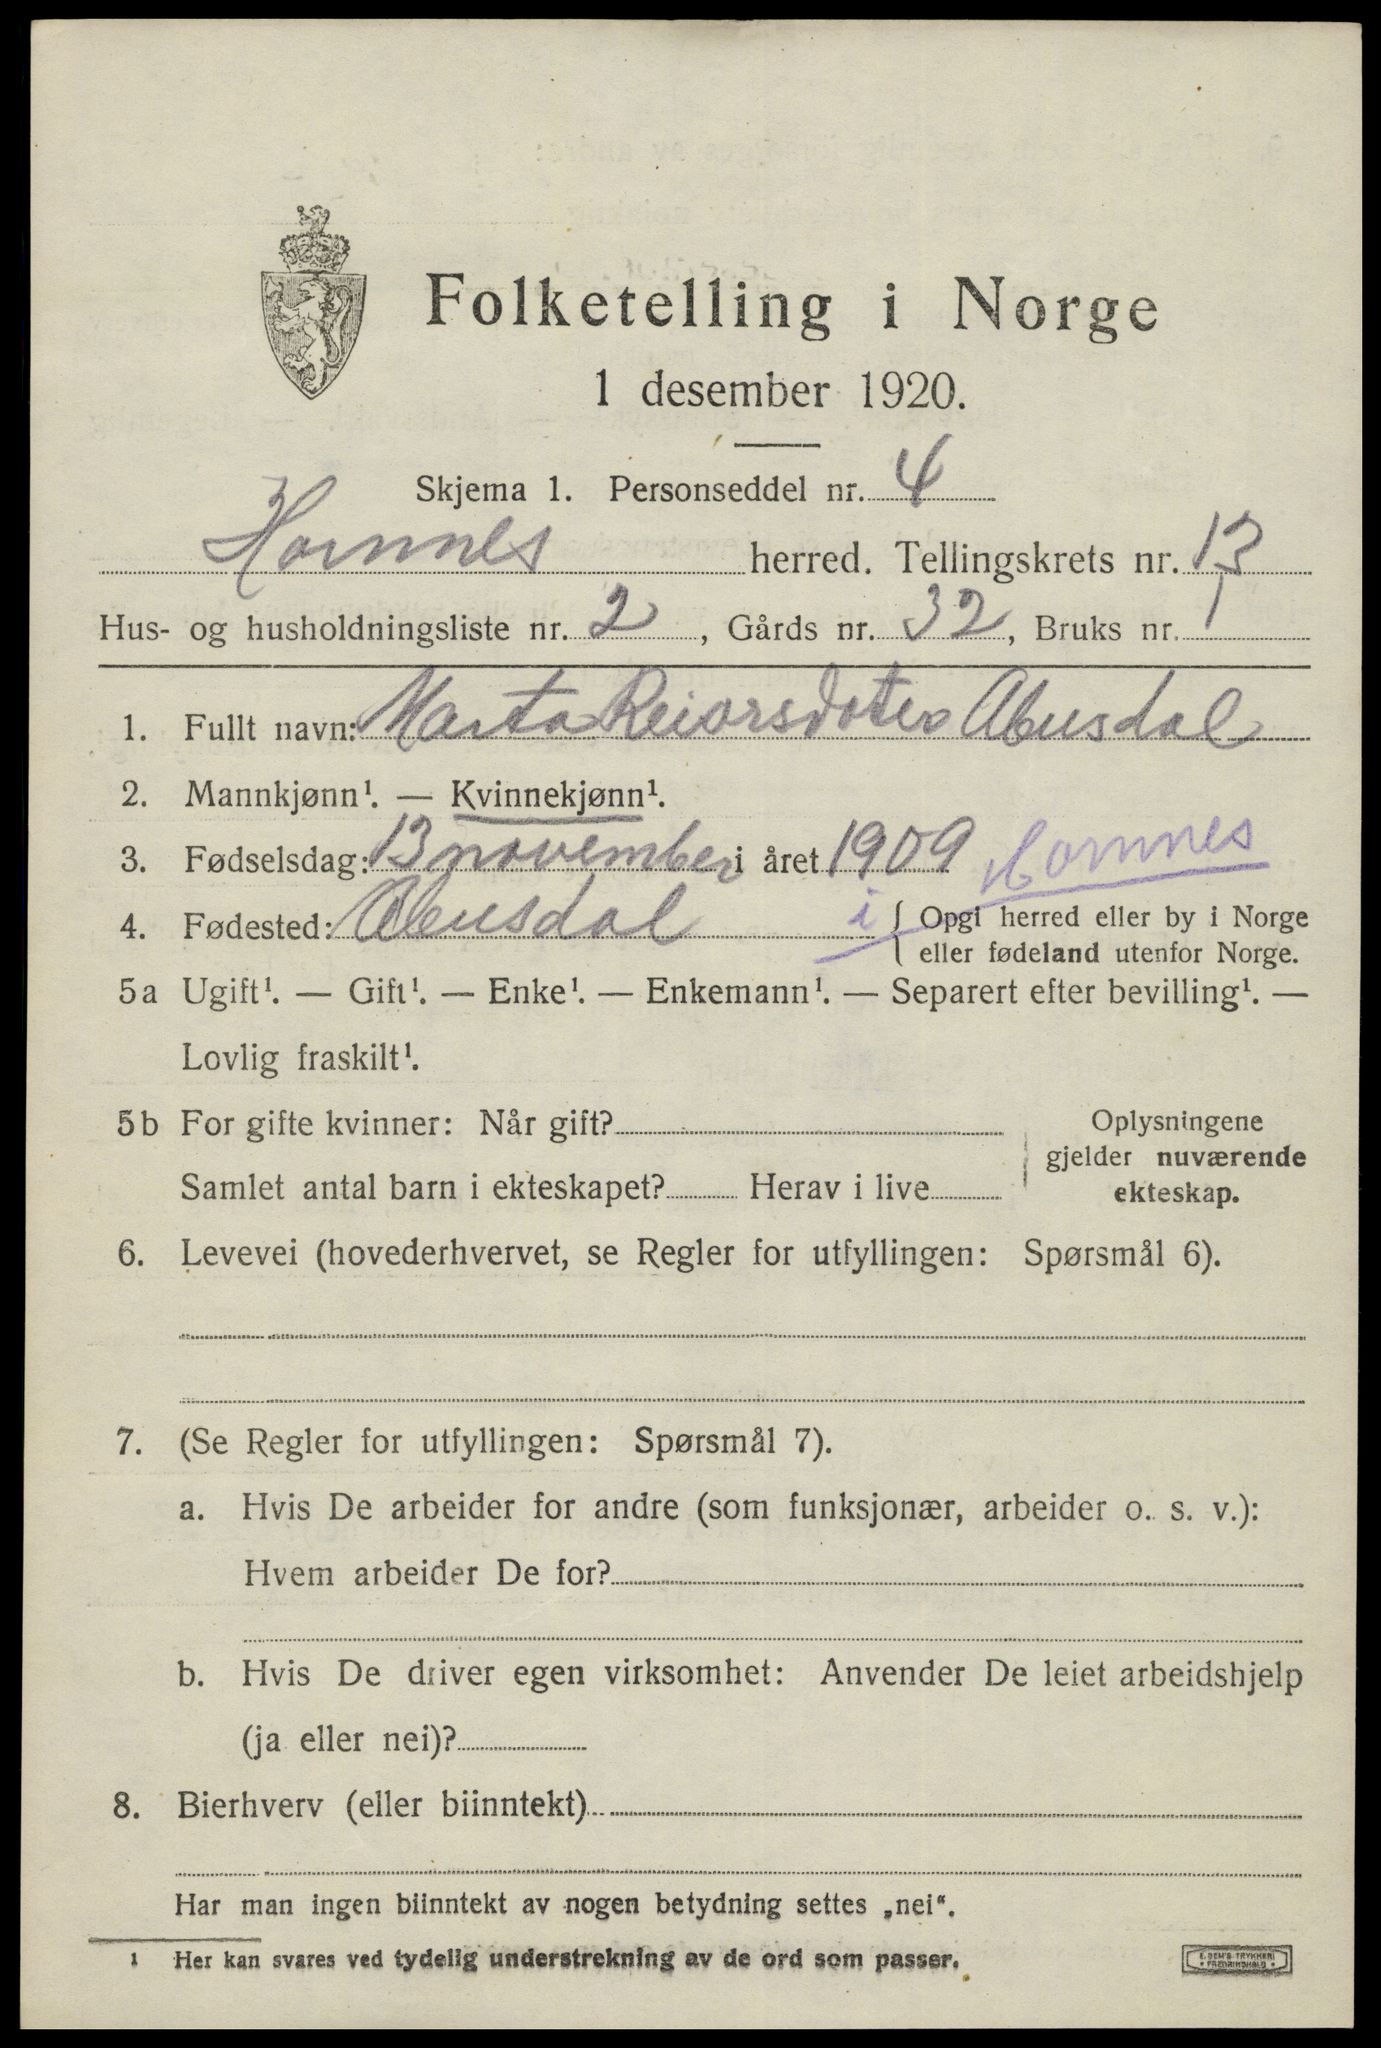 Folketelling i Norge
1 desember 1920.
Skjema 1. Personseddel nr. 4
Hornnes herred. Tellingskrets nr. 13
Hus- og husholdningsliste nr. 2, Gårds nr. 32, Bruks nr. 1
1. Fullt navn: Marta Reiarsdoter Abusdal
2. Mannkjønn¹. — Kvinnekjønn¹.
3. Fødselsdag: 13 november i året 1909 Hornnes
4. Fødested: Abusdal i { Opgi herred eller by i Norge
eller fødeland utenfor Norge.
5a Ugift¹. — Gift¹. — Enke¹. — Enkemann¹. — Separert efter bevilling¹. —
Lovlig fraskilt¹.
5b For gifte kvinner: Når gift?
Samlet antal barn i ekteskapet? Herav i live
Oplysningene
gjelder nuværende
ekteskap.
6. Levevei (hovederhvervet, se Regler for utfyllingen: Spørsmål 6).
7. (Se Regler for utfyllingen: Spørsmål 7).
a. Hvis De arbeider for andre (som funksjonær, arbeider o. s. v.):
Hvem arbeider De for?
b. Hvis De driver egen virksomhet: Anvender De leiet arbeidshjelp
(ja eller nei)?
8. Bierhverv (eller biinntekt)
Har man ingen biinntekt av nogen betydning settes „nei“.
1 Her kan svares ved tydelig understrekning av de ord som passer.
E. SEM'S TRYKKERI
• FREDRIKSHALD •